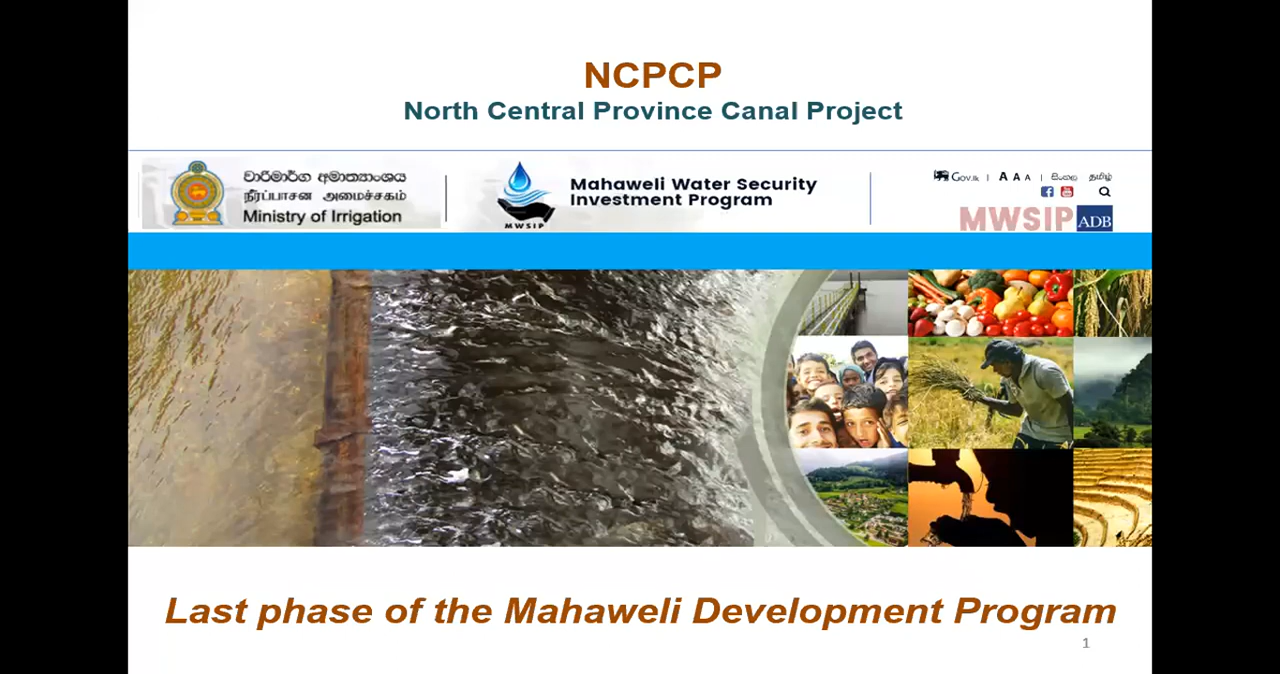 NCPCP
North Central Province Canal Project
වාරිමාර්ග අමාත්‍යාංශය
நீர்ப்பாசன அமைச்சகம்
Ministry of Irrigation
MWSIP
Mahaweli Water Security
Investment Program
Gov.lk | A A A | සිංහල தமிழ்
MWSIP ADB
Last phase of the Mahaweli Development Program
1